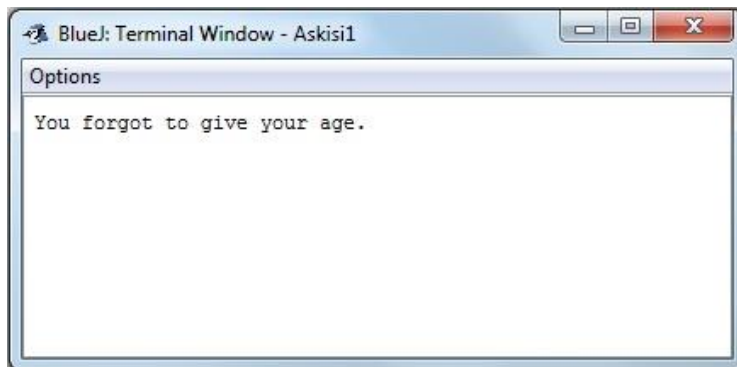 BlueJ: Terminal Window - Askisi1
Options
You forgot to give your age.